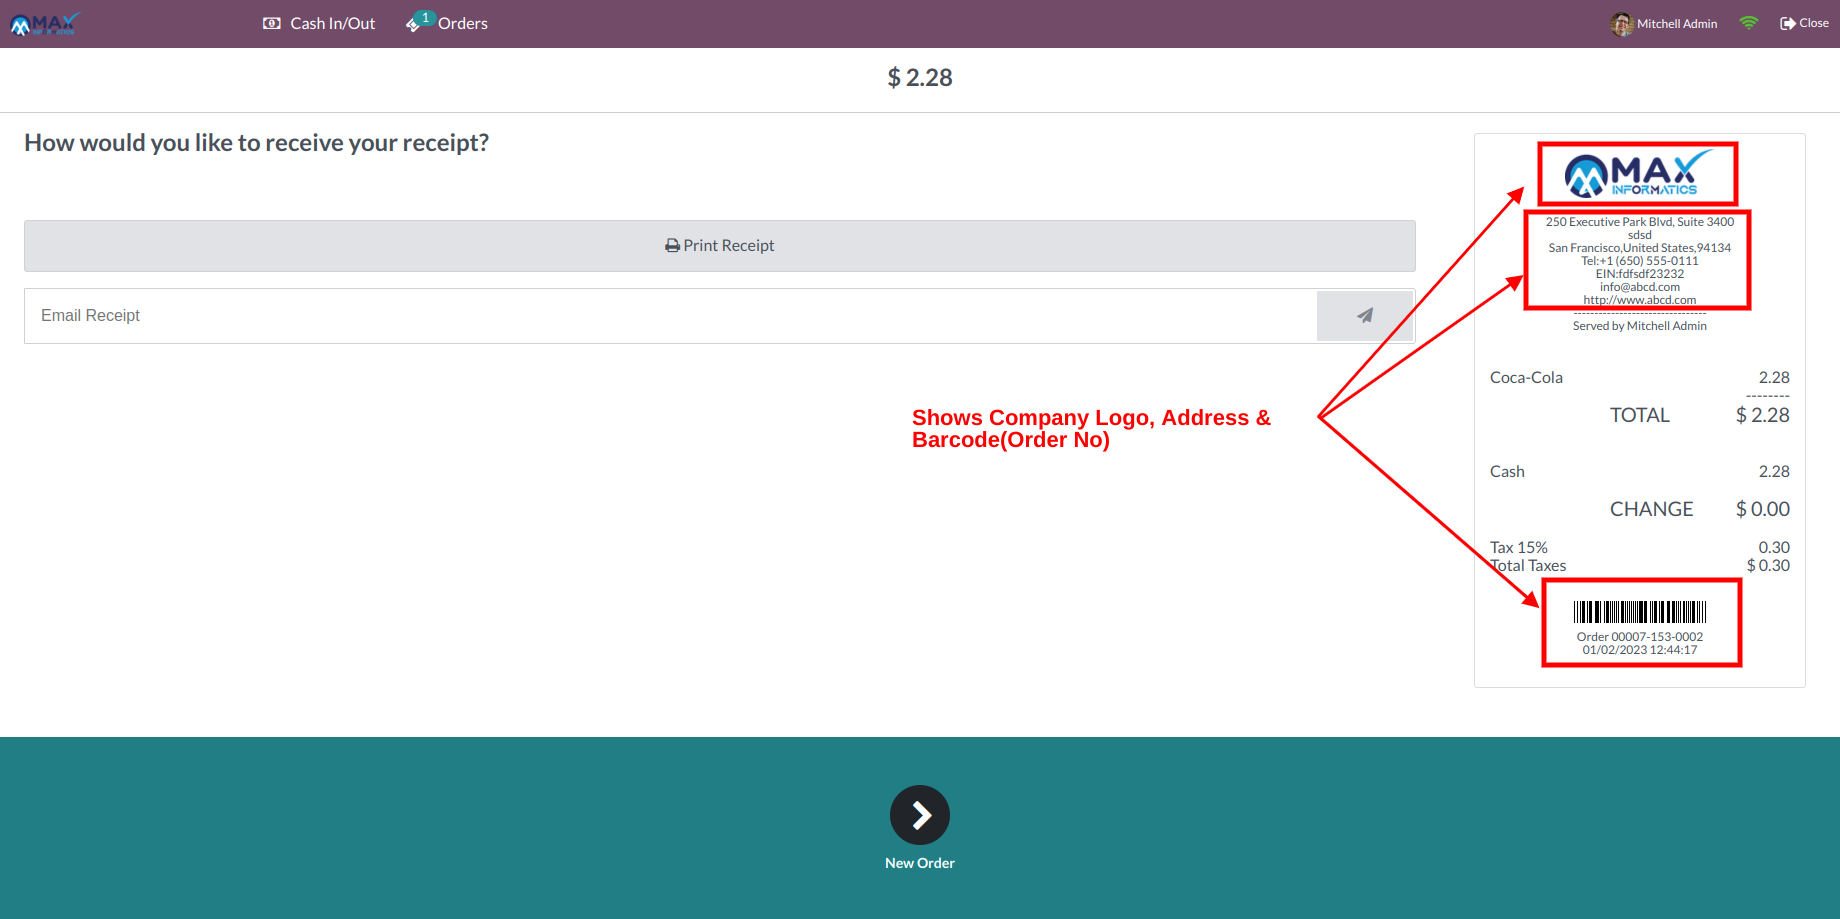 MAX
INFORMATICS
Cash In/Out
1
Orders
Mitchell Admin
Close
$ 2.28
How would you like to receive your receipt?
Print Receipt
Email Receipt
Shows Company Logo, Address &
Barcode(Order No)
MAX
INFORMATICS
250 Executive Park Blvd, Suite 3400
sdsd
San Francisco,United States,94134
Tel:+1 (650) 555-0111
EIN:fdfsdf23232
info@abcd.com
http://www.abcd.com
--------------------------------
Served by Mitchell Admin
Coca-Cola 2.28
--------
TOTAL $ 2.28
Cash 2.28
CHANGE $ 0.00
Tax 15% 0.30
Total Taxes $ 0.30
Order 00007-153-0002
01/02/2023 12:44:17
New Order